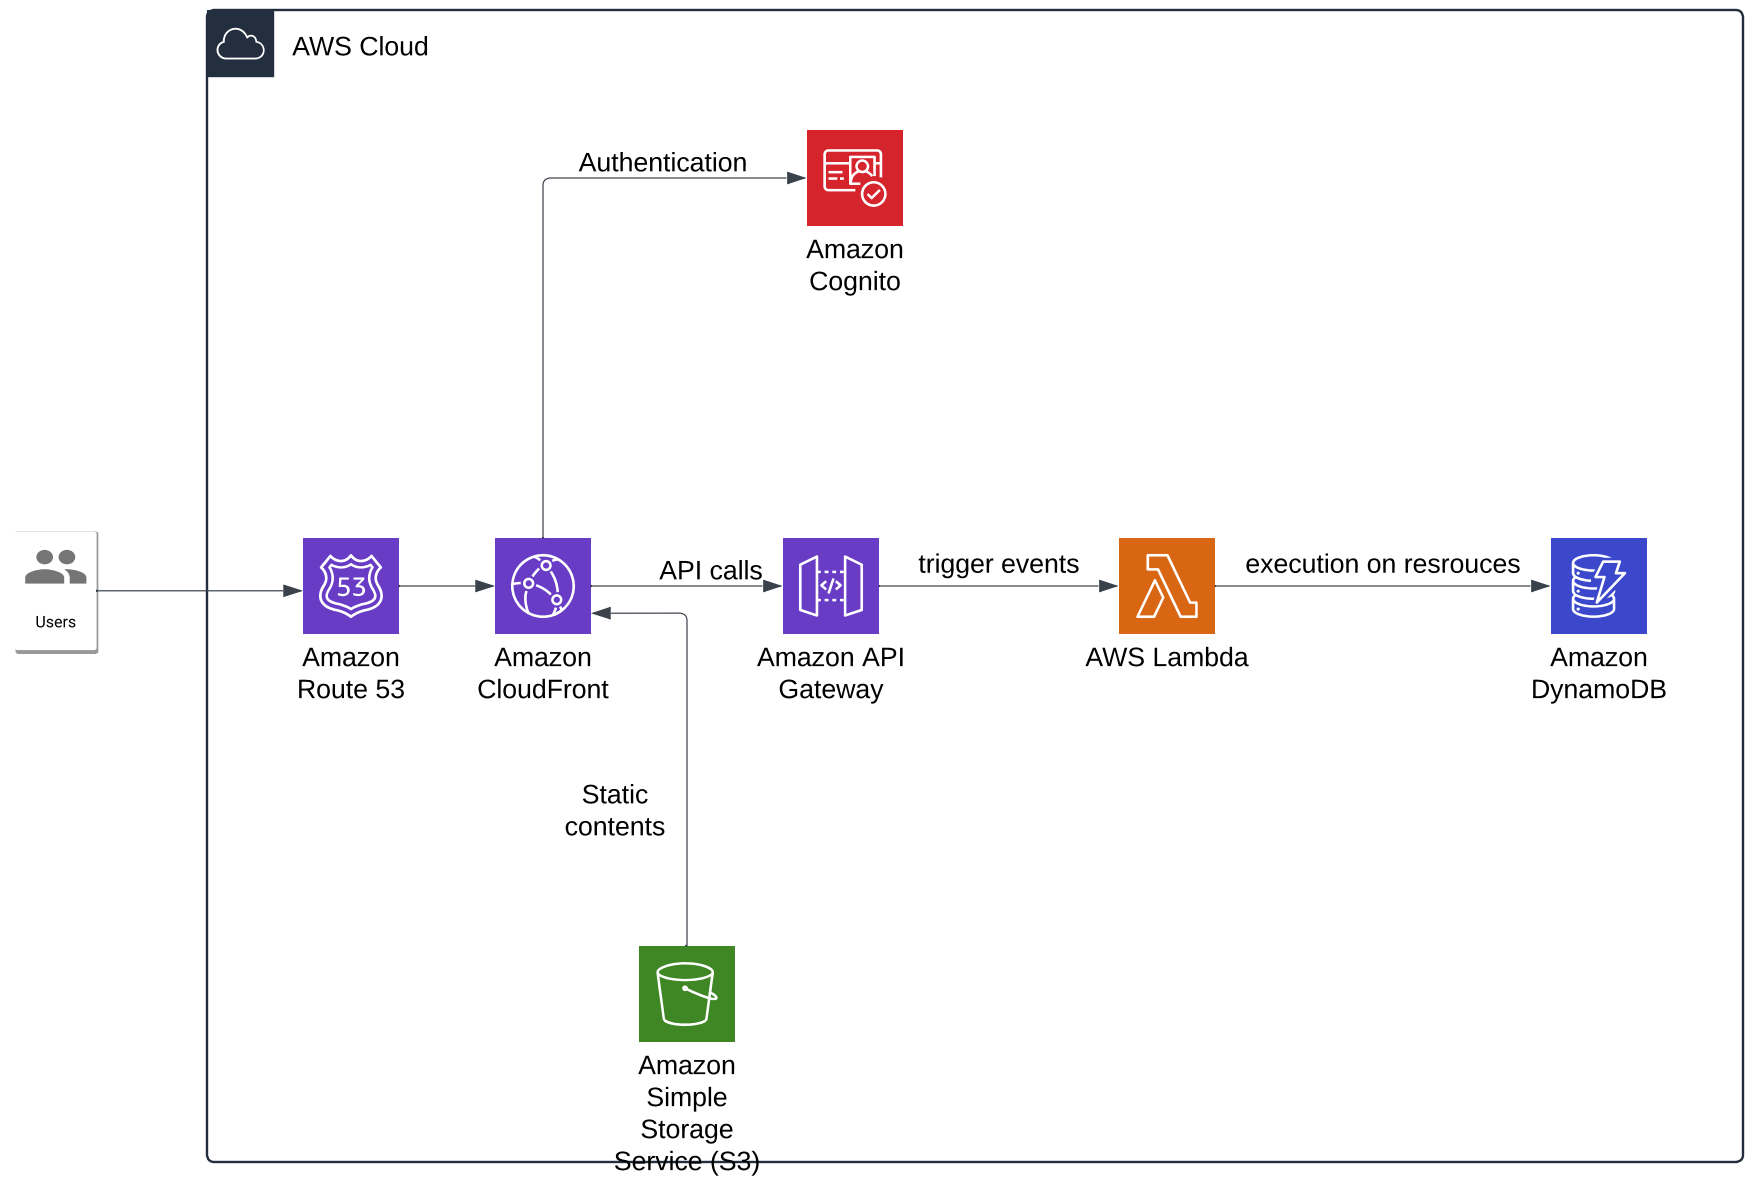 AWS Cloud
Authentication
Amazon
Cognito
Users
53
Amazon
Route 53
Amazon
CloudFront
API calls
</>
Amazon API
Gateway
trigger events
AWS Lambda
execution on resrouces
Amazon
DynamoDB
Static
contents
Amazon
Simple
Storage
Service (S3)